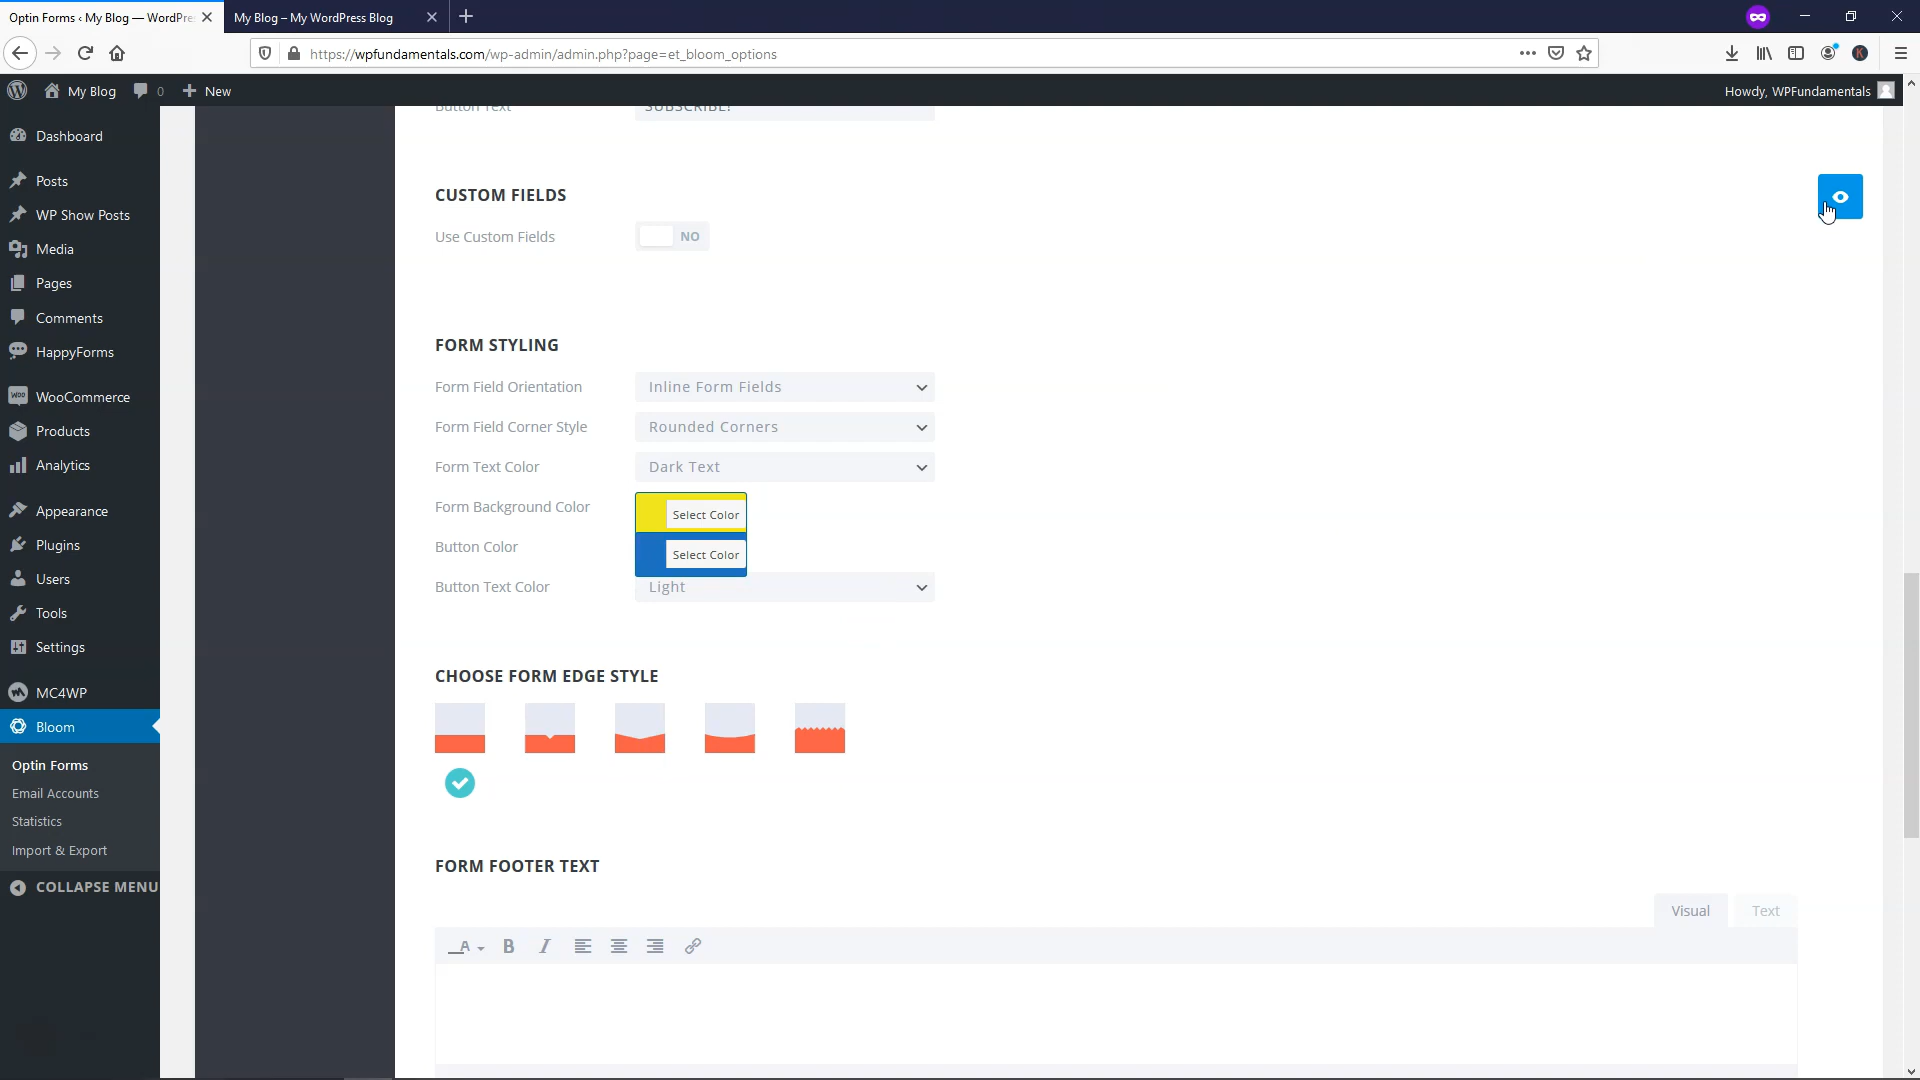 Optin Forms ‹ My Blog — WordPre
My Blog – My WordPress Blog
https://wpfundamentals.com/wp-admin/admin.php?page=et_bloom_options
My Blog
0
New
Howdy, WPFundamentals
Dashboard
Posts
WP Show Posts
Media
Pages
Comments
HappyForms
WooCommerce
Products
Analytics
Appearance
Plugins
Users
Tools
Settings
MC4WP
Bloom
Optin Forms
Email Accounts
Statistics
Import & Export
COLLAPSE MENU
Button Text
SUBSCRIBE!
CUSTOM FIELDS
Use Custom Fields
NO
FORM STYLING
Form Field Orientation
Inline Form Fields
Form Field Corner Style
Rounded Corners
Form Text Color
Dark Text
Form Background Color
Select Color
Button Color
Select Color
Button Text Color
Light
CHOOSE FORM EDGE STYLE
FORM FOOTER TEXT
Visual
Text
A
B
I